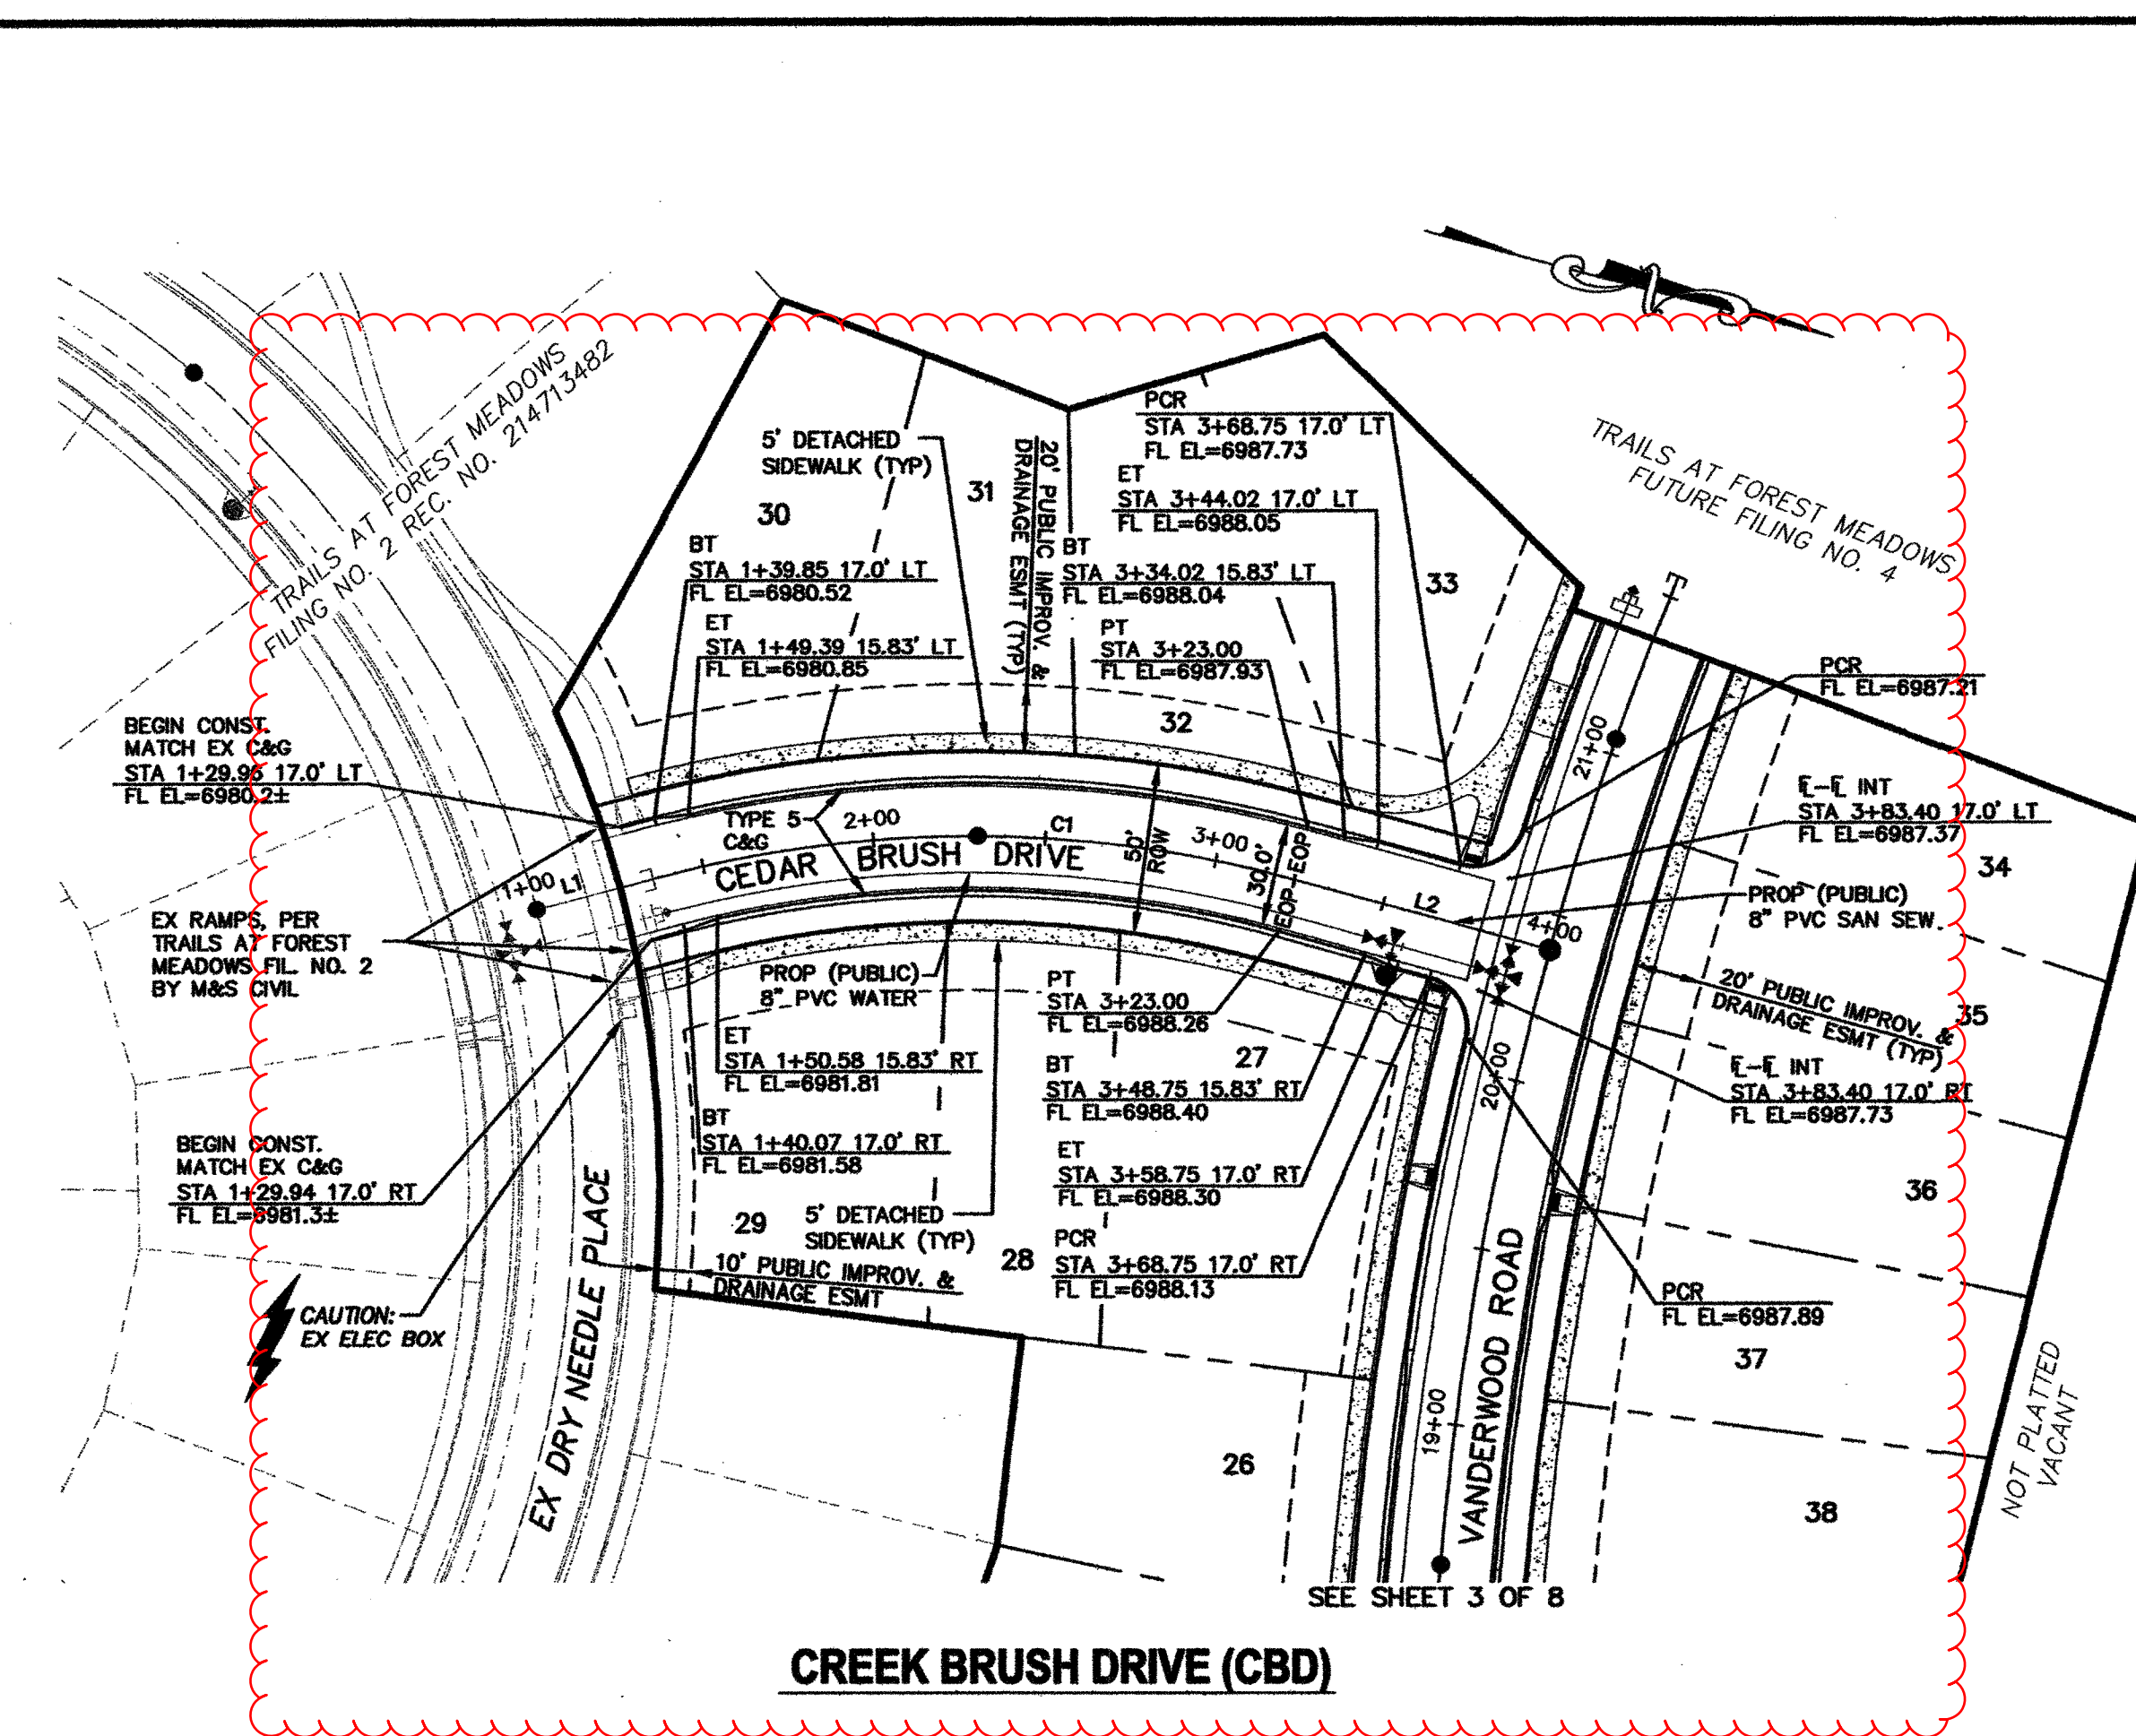 TRAILS AT FOREST MEADOWS
FILING NO. 2 REC. NO. 214713482
5' DETACHED
SIDEWALK (TYP)
30
31
20' PUBLIC IMPROV. &
DRAINAGE ESMT (TYP)
PCR
STA 3+68.75 17.0' LT
FL EL=6987.73
ET
STA 3+44.02 17.0' LT
FL EL=6988.05
BT
STA 3+34.02 15.83' LT
FL EL=6988.04
PT
STA 3+23.00
FL EL=6987.93
33
TRAILS AT FOREST MEADOWS
FUTURE FILING NO. 4
BT
STA 1+39.85 17.0' LT
FL EL=6980.52
ET
STA 1+49.39 15.83' LT
FL EL=6980.85
32
T
PCR
FL EL=6987.21
BEGIN CONST.
MATCH EX C&G
STA 1+29.96 17.0' LT
FL EL=6980.2±
21+00
℄-℄ INT
STA 3+83.40 17.0' LT
FL EL=6987.37
34
TYPE 5
C&G
2+00
C1
3+00
50'
ROW
30.0'
EOP-EOP
CEDAR BRUSH DRIVE
1+00
L1
L2
4+00
PROP (PUBLIC)
8" PVC SAN SEW.
EX RAMPS, PER
TRAILS AT FOREST
MEADOWS FIL. NO. 2
BY M&S CIVIL
PROP (PUBLIC)
8" PVC WATER
PT
STA 3+23.00
FL EL=6988.26
20' PUBLIC IMPROV. &
DRAINAGE ESMT (TYP)
35
ET
STA 1+50.58 15.83' RT
FL EL=6981.81
27
BT
STA 3+48.75 15.83' RT
FL EL=6988.40
20+00
℄-℄ INT
STA 3+83.40 17.0' RT
FL EL=6987.73
BT
STA 1+40.07 17.0' RT
FL EL=6981.58
ET
STA 3+58.75 17.0' RT
FL EL=6988.30
BEGIN CONST.
MATCH EX C&G
STA 1+29.94 17.0' RT
FL EL=6981.3±
36
29
5' DETACHED
SIDEWALK (TYP)
28
PCR
STA 3+68.75 17.0' RT
FL EL=6988.13
10' PUBLIC IMPROV. &
DRAINAGE ESMT
PCR
FL EL=6987.89
CAUTION:
EX ELEC BOX
37
EX DRY NEEDLE PLACE
VANDERWOOD ROAD
19+00
26
38
NOT PLATTED
VACANT
SEE SHEET 3 OF 8
CREEK BRUSH DRIVE (CBD)